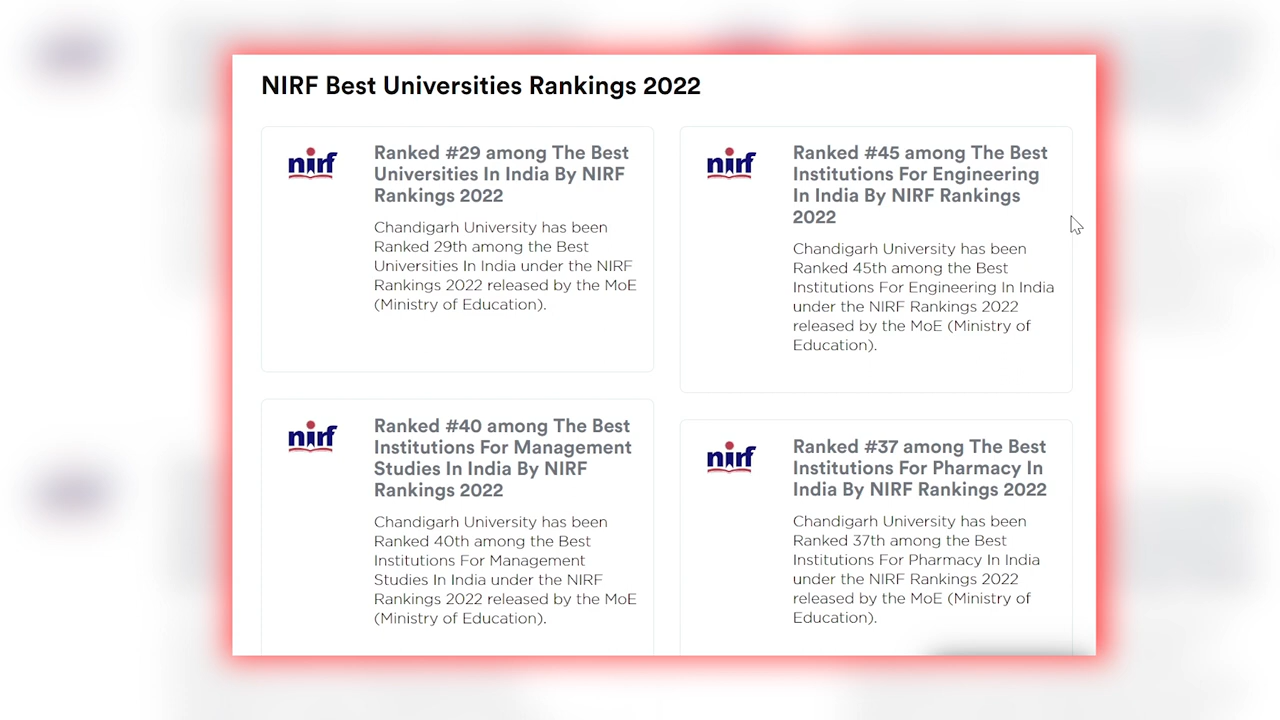 NIRF Best Universities Rankings 2022
nirf
Ranked #29 among The Best
Universities In India By NIRF
Rankings 2022
Chandigarh University has been
Ranked 29th among the Best
Universities In India under the NIRF
Rankings 2022 released by the MoE
(Ministry of Education).
nirf
Ranked #45 among The Best
Institutions For Engineering
In India By NIRF Rankings
2022
Chandigarh University has been
Ranked 45th among the Best
Institutions For Engineering In India
under the NIRF Rankings 2022
released by the MoE (Ministry of
Education).
nirf
Ranked #40 among The Best
Institutions For Management
Studies In India By NIRF
Rankings 2022
Chandigarh University has been
Ranked 40th among the Best
Institutions For Management
Studies In India under the NIRF
Rankings 2022 released by the MoE
(Ministry of Education).
nirf
Ranked #37 among The Best
Institutions For Pharmacy In
India By NIRF Rankings 2022
Chandigarh University has been
Ranked 37th among the Best
Institutions For Pharmacy In India
under the NIRF Rankings 2022
released by the MoE (Ministry of
Education).